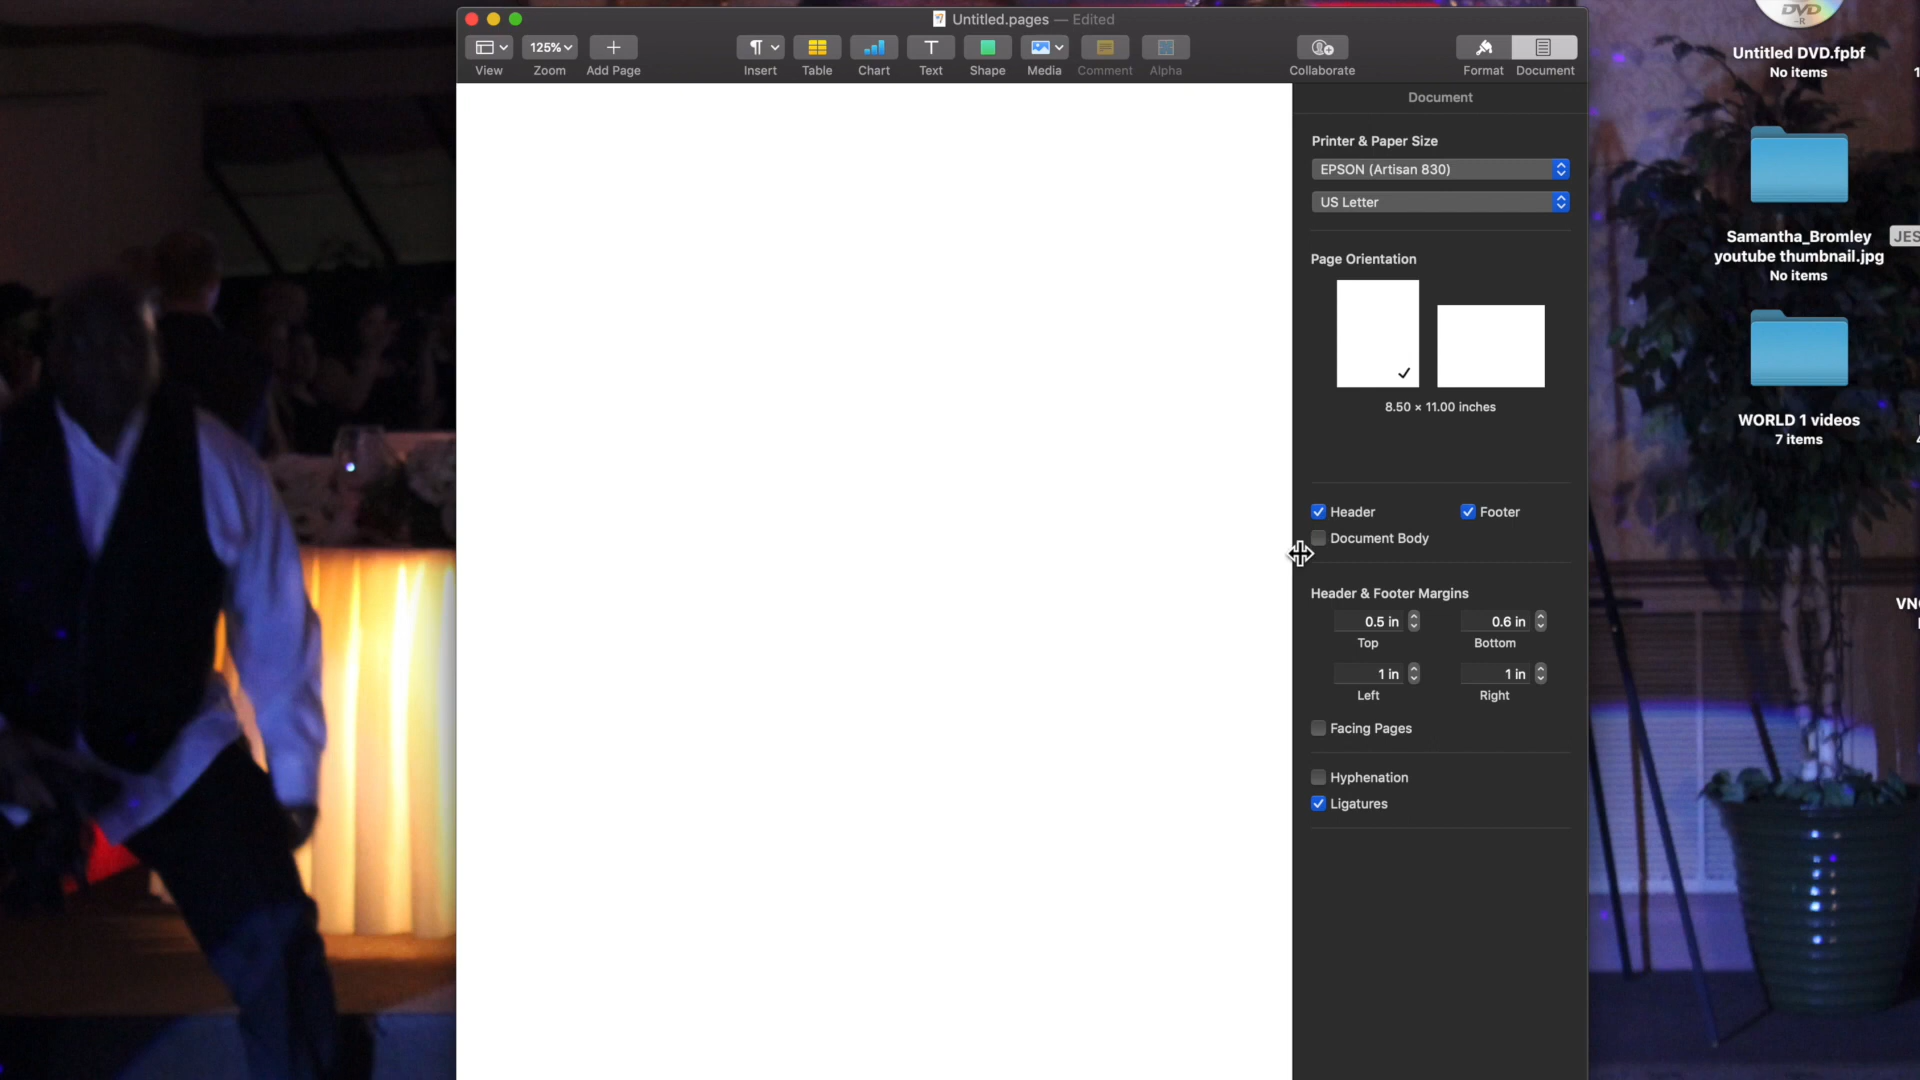 Untitled.pages — Edited
125%
View
Zoom
Add Page
Insert
Table
Chart
Text
Shape
Media
Comment
Alpha
Collaborate
Format
Document
Document
Printer & Paper Size
EPSON (Artisan 830)
US Letter
Page Orientation
8.50 × 11.00 inches
Header
Footer
Document Body
Header & Footer Margins
0.5 in
0.6 in
Top
Bottom
1 in
1 in
Left
Right
Facing Pages
Hyphenation
Ligatures
DVD
-R
Untitled DVD.fpbf
No items
Samantha_Bromley
youtube thumbnail.jpg
No items
JES
WORLD 1 videos
7 items